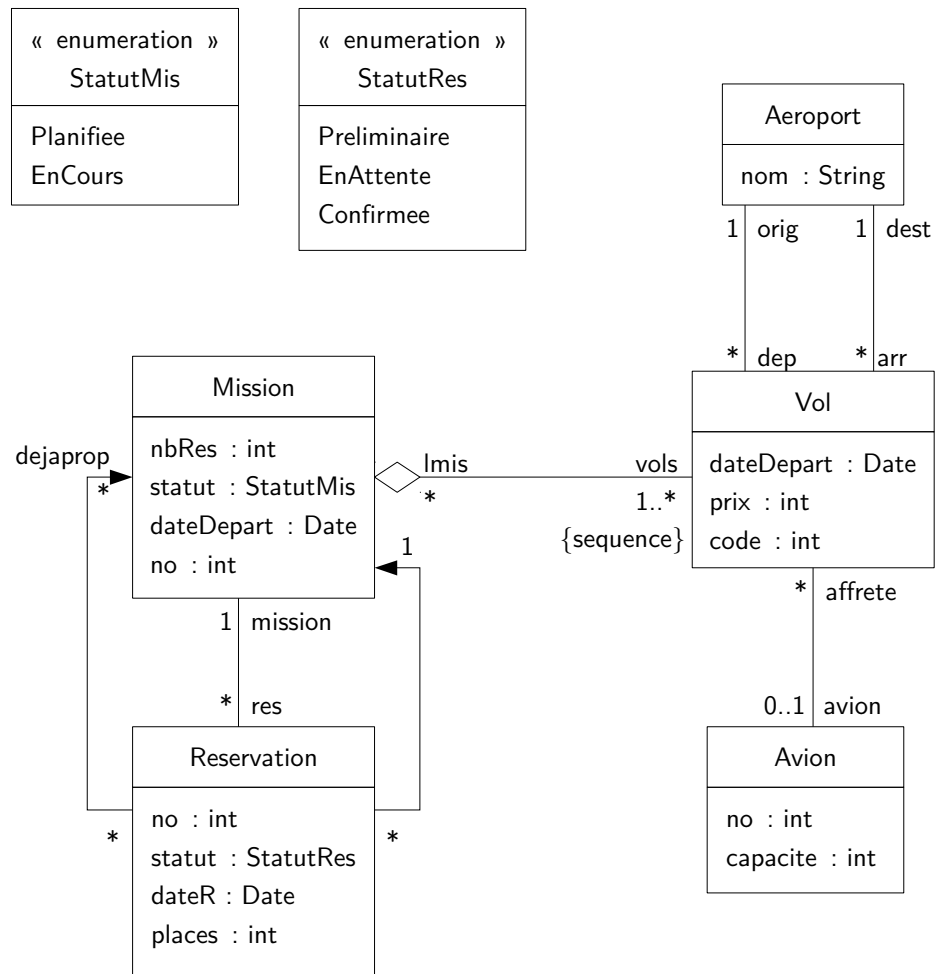 « enumeration »
StatutMis
Planifiee
EnCours
« enumeration »
StatutRes
Preliminaire
EnAttente
Confirmee
Aeroport
nom : String
1 orig
1 dest
* dep
* arr
Mission
nbRes : int
statut : StatutMis
dateDepart : Date
no : int
dejaprop
*
lmis
*
vols
1..*
{sequence}
Vol
dateDepart : Date
prix : int
code : int
1
1 mission
* res
* affrete
0..1 avion
Reservation
no : int
statut : StatutRes
dateR : Date
places : int
*
*
Avion
no : int
capacite : int